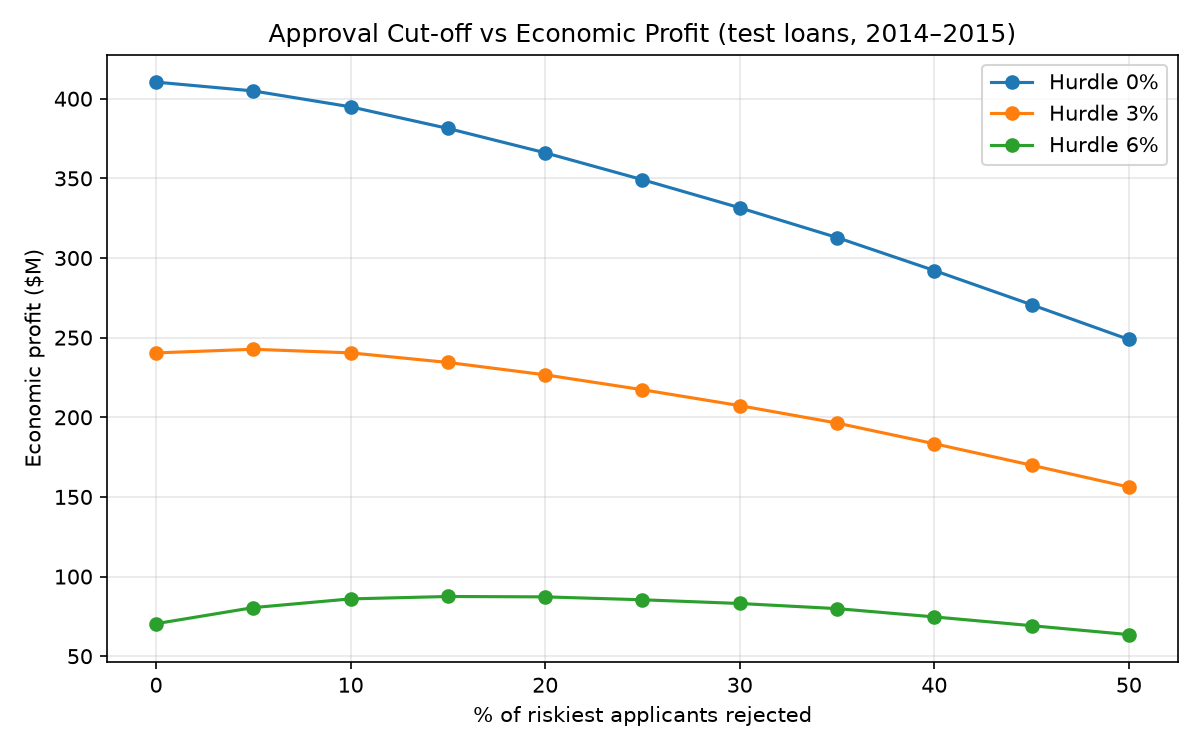 Approval Cut-off vs Economic Profit (test loans, 2014–2015)
Hurdle 0%
Hurdle 3%
Hurdle 6%
Economic profit ($M)
400
350
300
250
200
150
100
50
0
10
20
30
40
50
% of riskiest applicants rejected